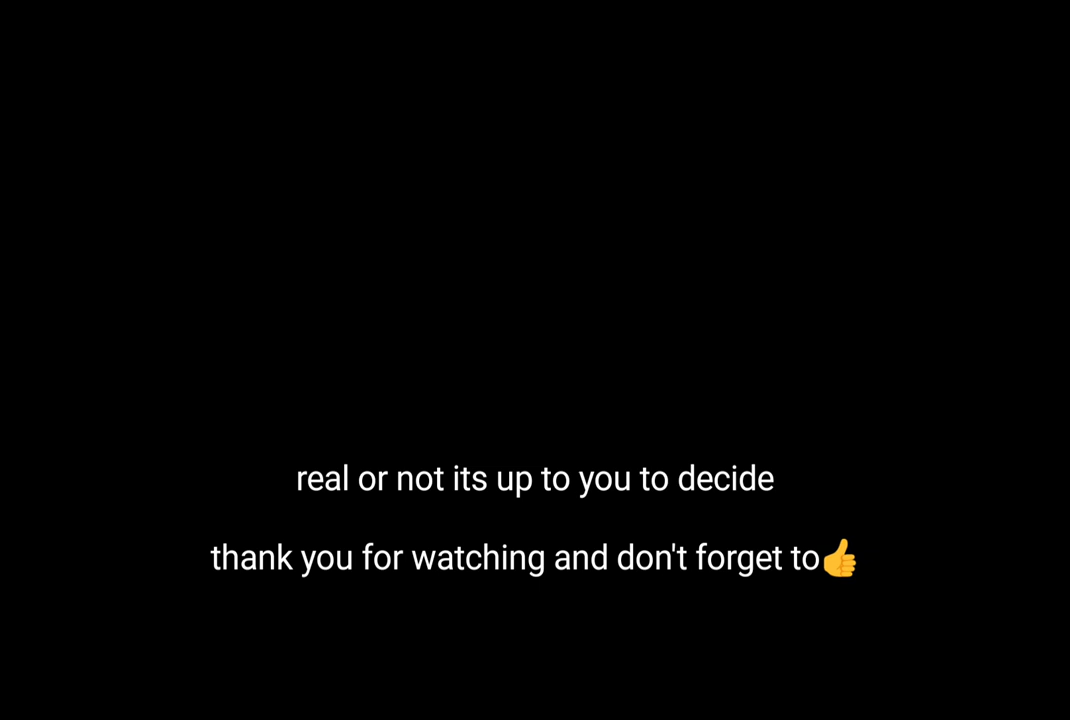 real or not its up to you to decide
thank you for watching and don't forget to👍